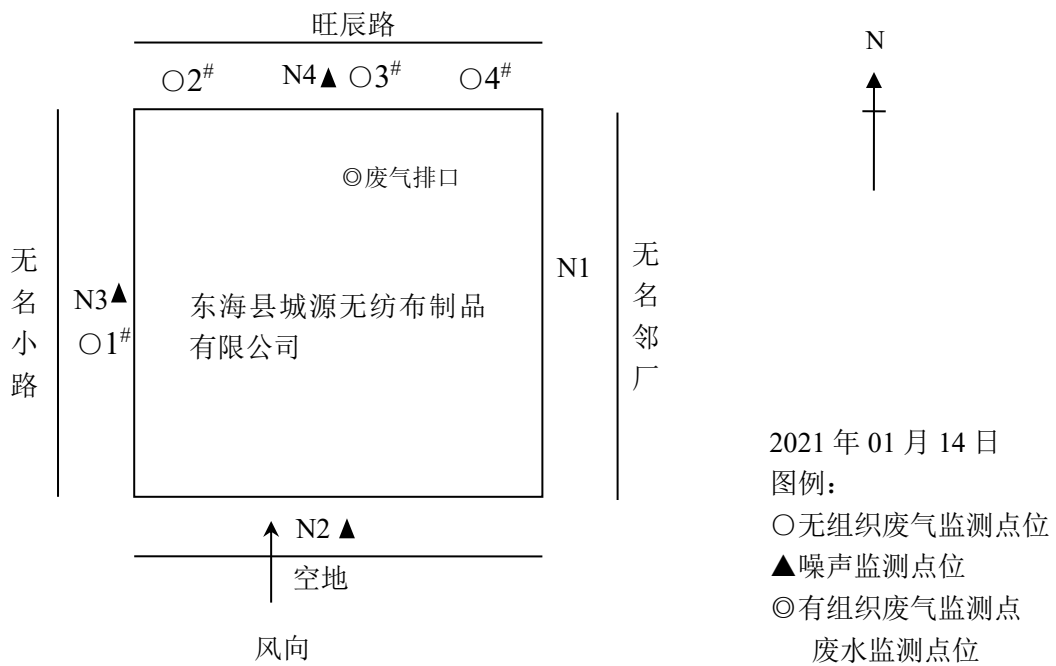 旺辰路
N
○2# N4▲ ○3# ○4#
◎废气排口
无名小路
N3▲
○1#
东海县城源无纺布制品
有限公司
N1
无名邻厂
N2▲
空地
风向
2021 年 01 月 14 日
图例：
○无组织废气监测点位
▲噪声监测点位
◎有组织废气监测点
废水监测点位